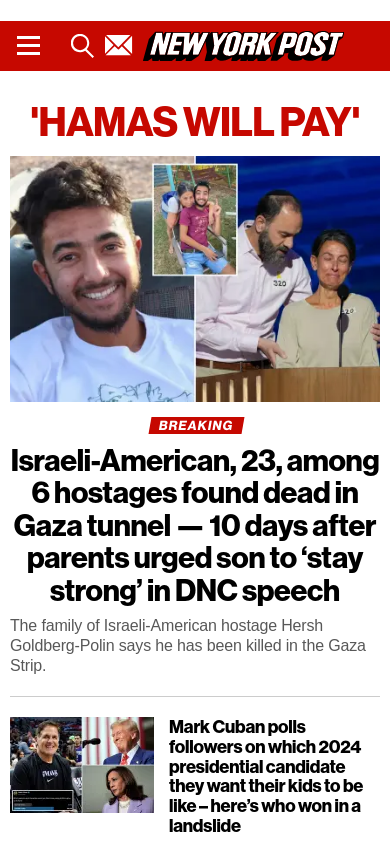 NEW YORK POST
'HAMAS WILL PAY'
320
320
BREAKING
Israeli-American, 23, among
6 hostages found dead in
Gaza tunnel — 10 days after
parents urged son to ‘stay
strong’ in DNC speech
The family of Israeli-American hostage Hersh
Goldberg-Polin says he has been killed in the Gaza
Strip.
Mark Cuban polls
followers on which 2024
presidential candidate
they want their kids to be
like – here’s who won in a
landslide